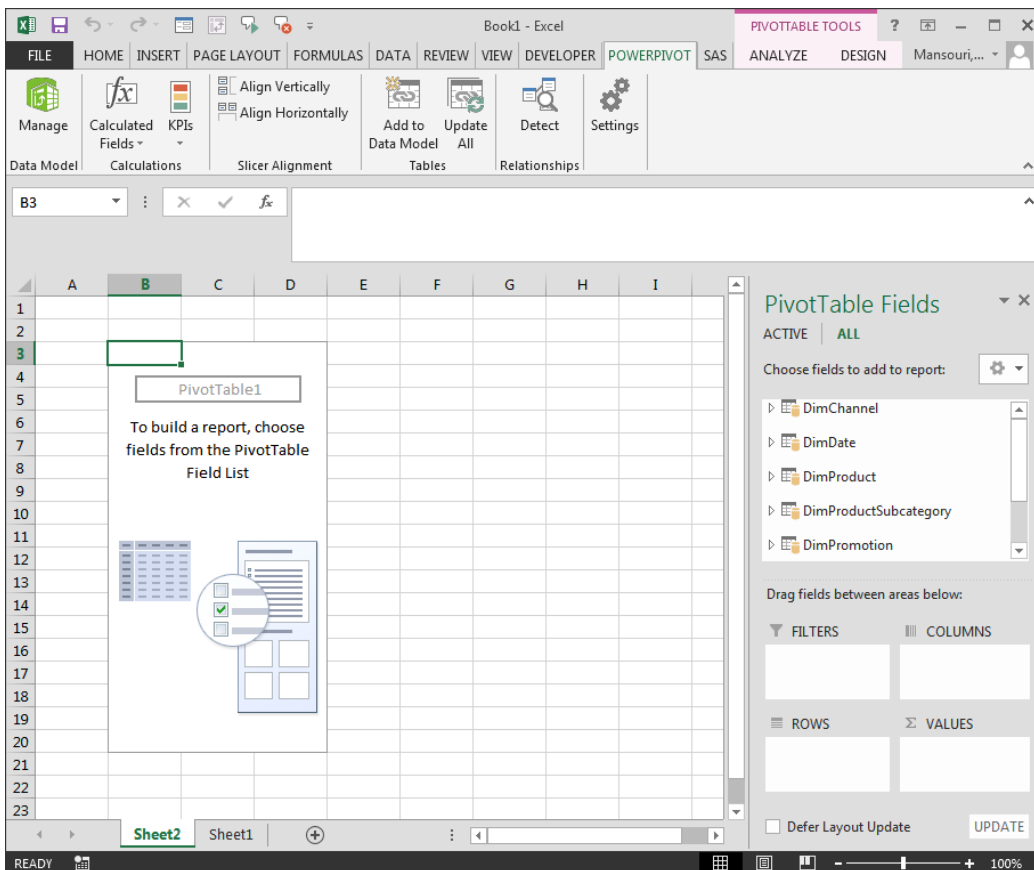 Book1 - Excel
PIVOTTABLE TOOLS
?
FILE HOME INSERT PAGE LAYOUT FORMULAS DATA REVIEW VIEW DEVELOPER POWERPIVOT SAS ANALYZE DESIGN Mansouri,...
Manage
Calculated Fields
KPIs
Align Vertically
Align Horizontally
Add to Data Model
Update All
Detect
Settings
Data Model
Calculations
Slicer Alignment
Tables
Relationships
B3
fx
A B C D E F G H I
1
2
3
4
5
6
7
8
9
10
11
12
13
14
15
16
17
18
19
20
21
22
23
PivotTable1
To build a report, choose
fields from the PivotTable
Field List
PivotTable Fields
ACTIVE ALL
Choose fields to add to report:
DimChannel
DimDate
DimProduct
DimProductSubcategory
DimPromotion
Drag fields between areas below:
FILTERS
COLUMNS
ROWS
Σ VALUES
Defer Layout Update
UPDATE
Sheet2 Sheet1
READY
100%